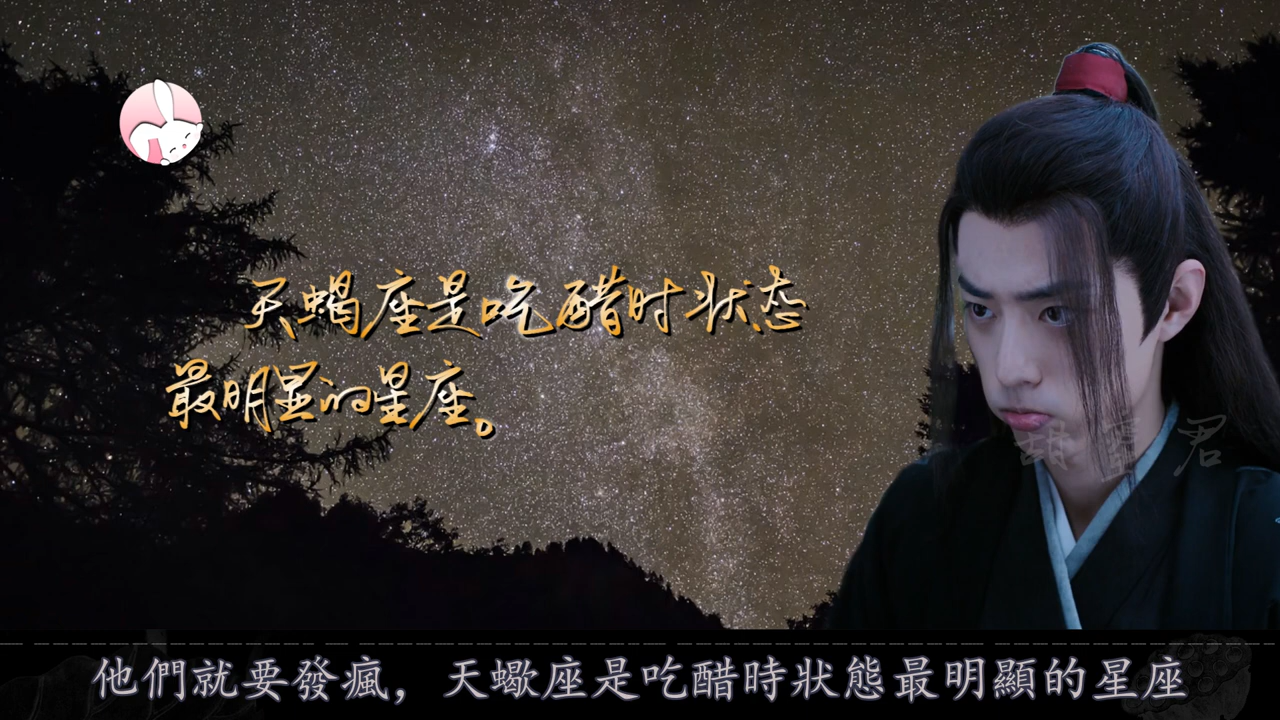 天蝎座是吃醋时状态
最明显的星座。
君
他們就要發瘋，天蠍座是吃醋時狀態最明顯的星座